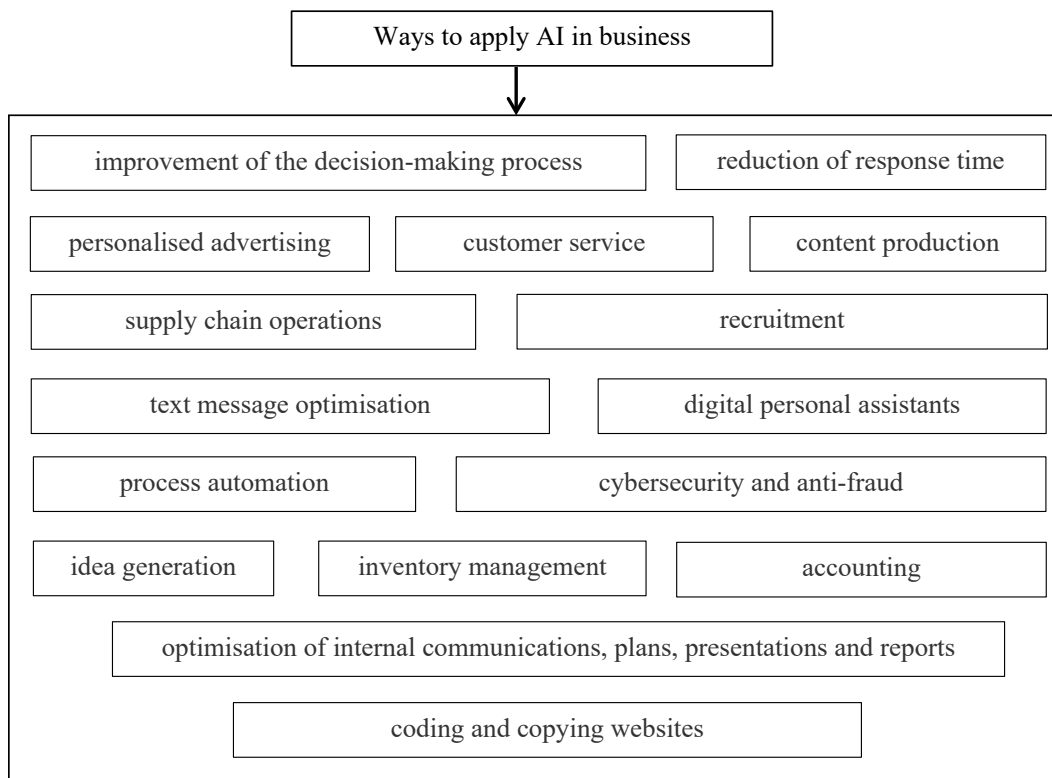 Ways to apply AI in business
improvement of the decision-making process
reduction of response time
personalised advertising
customer service
content production
supply chain operations
recruitment
text message optimisation
digital personal assistants
process automation
cybersecurity and anti-fraud
idea generation
inventory management
accounting
optimisation of internal communications, plans, presentations and reports
coding and copying websites